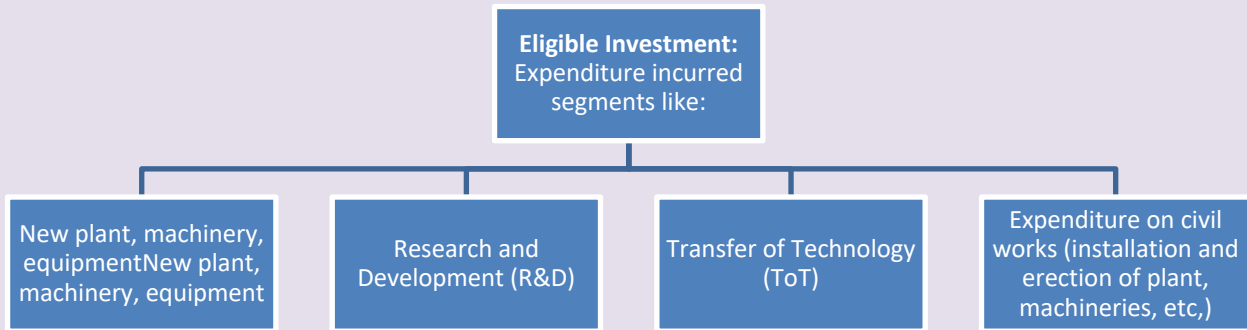 Eligible Investment:
Expenditure incurred
segments like:
New plant, machinery,
equipmentNew plant,
machinery, equipment
Research and
Development (R&D)
Transfer of Technology
(ToT)
Expenditure on civil
works (installation and
erection of plant,
machineries, etc,)